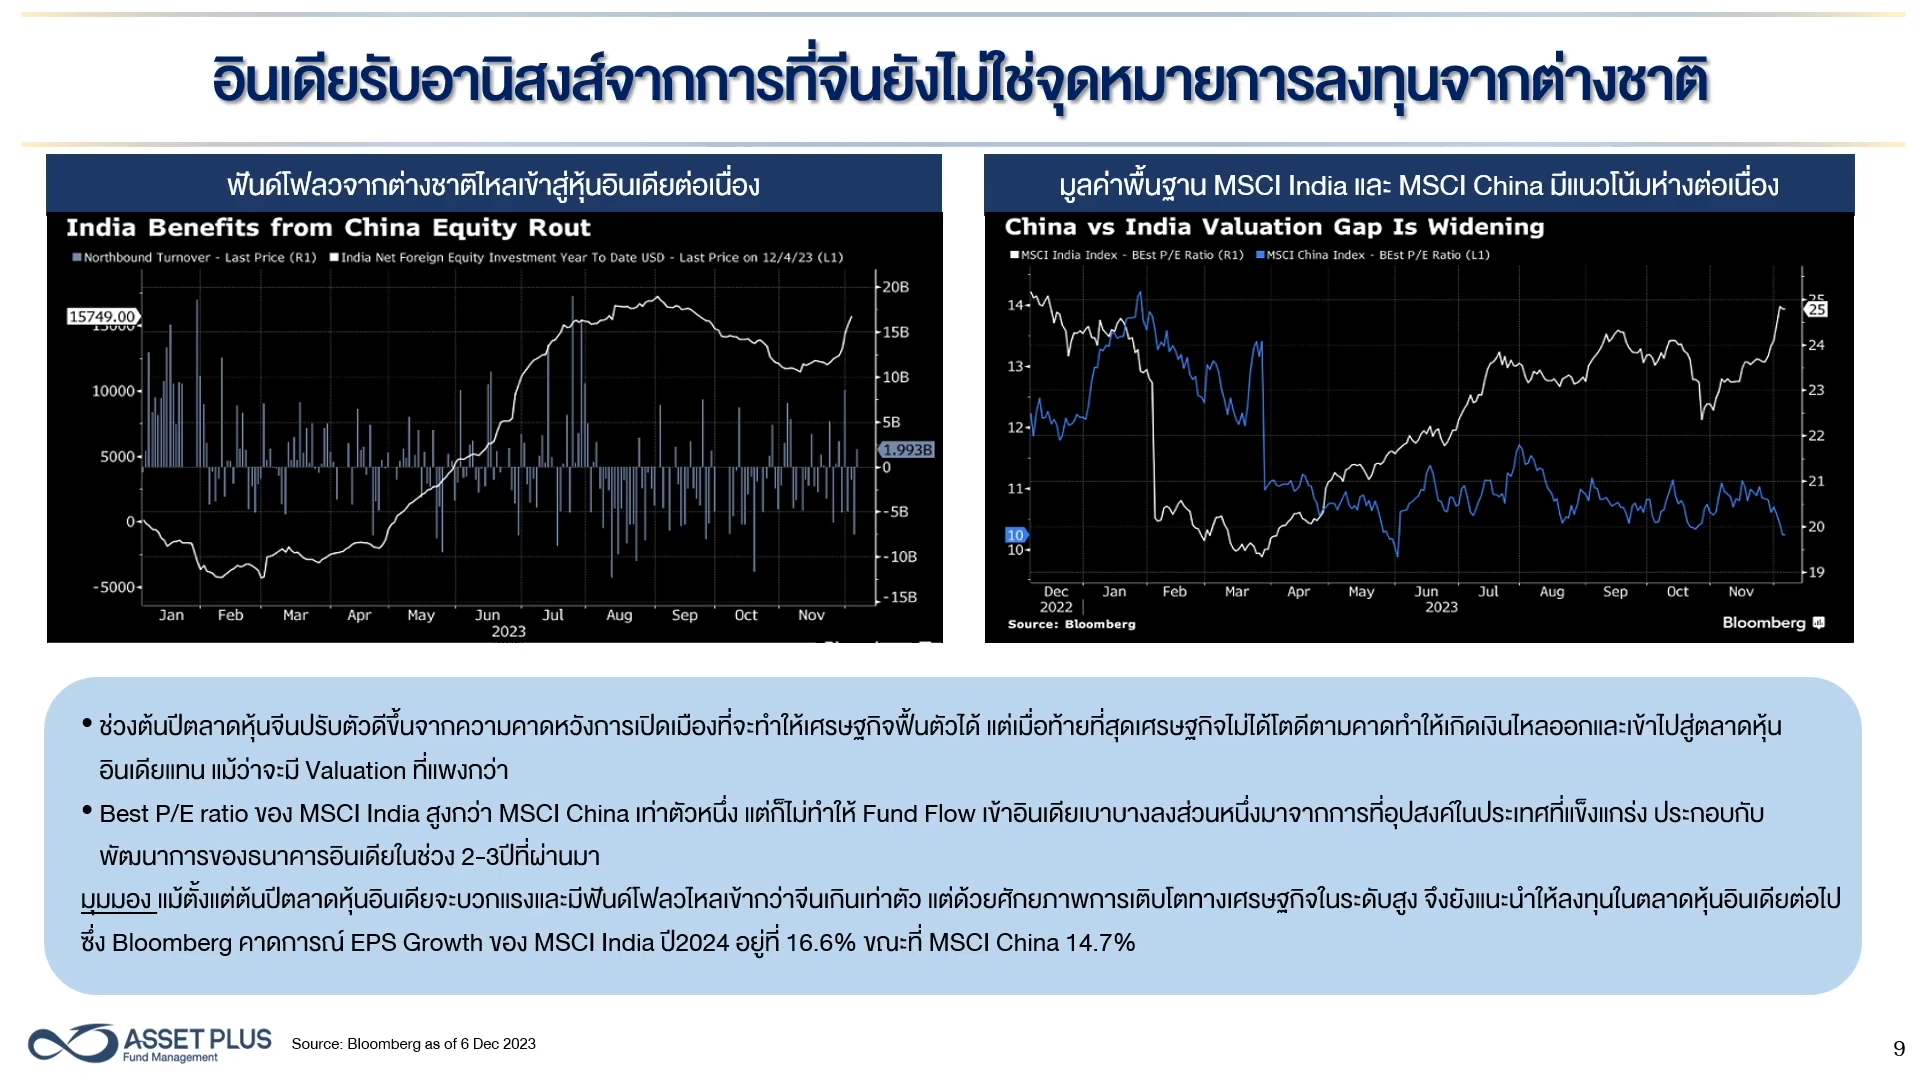 อินเดียรับอานิสงส์จากการที่จีนยังไม่ใช่จุดหมายการลงทุนจากต่างชาติ
ฟันด์โฟลวจากต่างชาติไหลเข้าสู่หุ้นอินเดียต่อเนื่อง
India Benefits from China Equity Rout
Northbound Turnover - Last Price (R1) India Net Foreign Equity Investment Year To Date USD - Last Price on 12/4/23 (L1)
15749.00
10000
5000
0
-5000
20B
15B
10B
5B
1.993B
0
-5B
-10B
-15B
Jan Feb Mar Apr May Jun Jul Aug Sep Oct Nov
2023
มูลค่าพื้นฐาน MSCI India และ MSCI China มีแนวโน้มห่างต่อเนื่อง
China vs India Valuation Gap Is Widening
MSCI India Index - BEst P/E Ratio (R1) MSCI China Index - BEst P/E Ratio (L1)
14
13
12
11
10
10
25
25
24
23
22
21
20
19
Dec Jan Feb Mar Apr May Jun Jul Aug Sep Oct Nov
2022 2023
Source: Bloomberg Bloomberg
• ช่วงต้นปีตลาดหุ้นจีนปรับตัวดีขึ้นจากความคาดหวังการเปิดเมืองที่จะทำให้เศรษฐกิจฟื้นตัวได้ แต่เมื่อท้ายที่สุดเศรษฐกิจไม่ได้โตดีตามคาดทำให้เกิดเงินไหลออกและเข้าไปสู่ตลาดหุ้น
อินเดียแทน แม้ว่าจะมี Valuation ที่แพงกว่า
• Best P/E ratio ของ MSCI India สูงกว่า MSCI China เท่าตัวหนึ่ง แต่ก็ไม่ทำให้ Fund Flow เข้าอินเดียเบาบางลงส่วนหนึ่งมาจากการที่อุปสงค์ในประเทศที่แข็งแกร่ง ประกอบกับ
พัฒนาการของธนาคารอินเดียในช่วง 2-3ปีที่ผ่านมา
มุมมอง แม้ตั้งแต่ต้นปีตลาดหุ้นอินเดียจะบวกแรงและมีฟันด์โฟลวไหลเข้ากว่าจีนเกินเท่าตัว แต่ด้วยศักยภาพการเติบโตทางเศรษฐกิจในระดับสูง จึงยังแนะนำให้ลงทุนในตลาดหุ้นอินเดียต่อไป
ซึ่ง Bloomberg คาดการณ์ EPS Growth ของ MSCI India ปี2024 อยู่ที่ 16.6% ขณะที่ MSCI China 14.7%
ASSET PLUS
Fund Management
Source: Bloomberg as of 6 Dec 2023
9